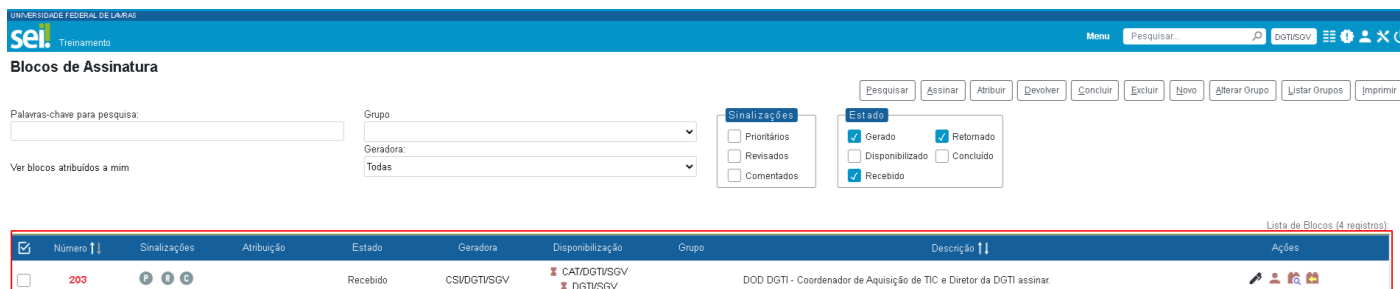 UNIVERSIDADE FEDERAL DE LAVRAS
sei! Treinamento
Menu Pesquisar... DGTI/SGV
Blocos de Assinatura
Pesquisar Assinar Atribuir Devolver Concluir Excluir Novo Alterar Grupo Listar Grupos Imprimir
Palavras-chave para pesquisa:
Ver blocos atribuídos a mim
Grupo
Geradora:
Todas
Sinalizações
Prioritários
Revisados
Comentados
Estado
Gerado Retornado
Disponibilizado Concluído
Recebido
Lista de Blocos (4 registros):
Número Sinalizações Atribuição Estado Geradora Disponibilização Grupo Descrição Ações
203 P R C Recebido CSI/DGTI/SGV CAT/DGTI/SGV DOD DGTI - Coordenador de Aquisição de TIC e Diretor da DGTI assinar.
DGTI/SGV